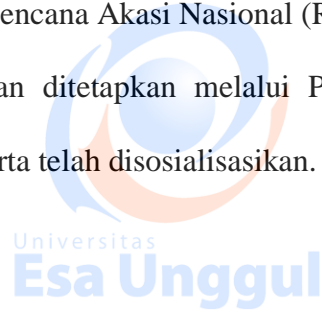 encana Akasi Nasional (R
an ditetapkan melalui P
rta telah disosialisasikan.
Universitas
Esa Unggul